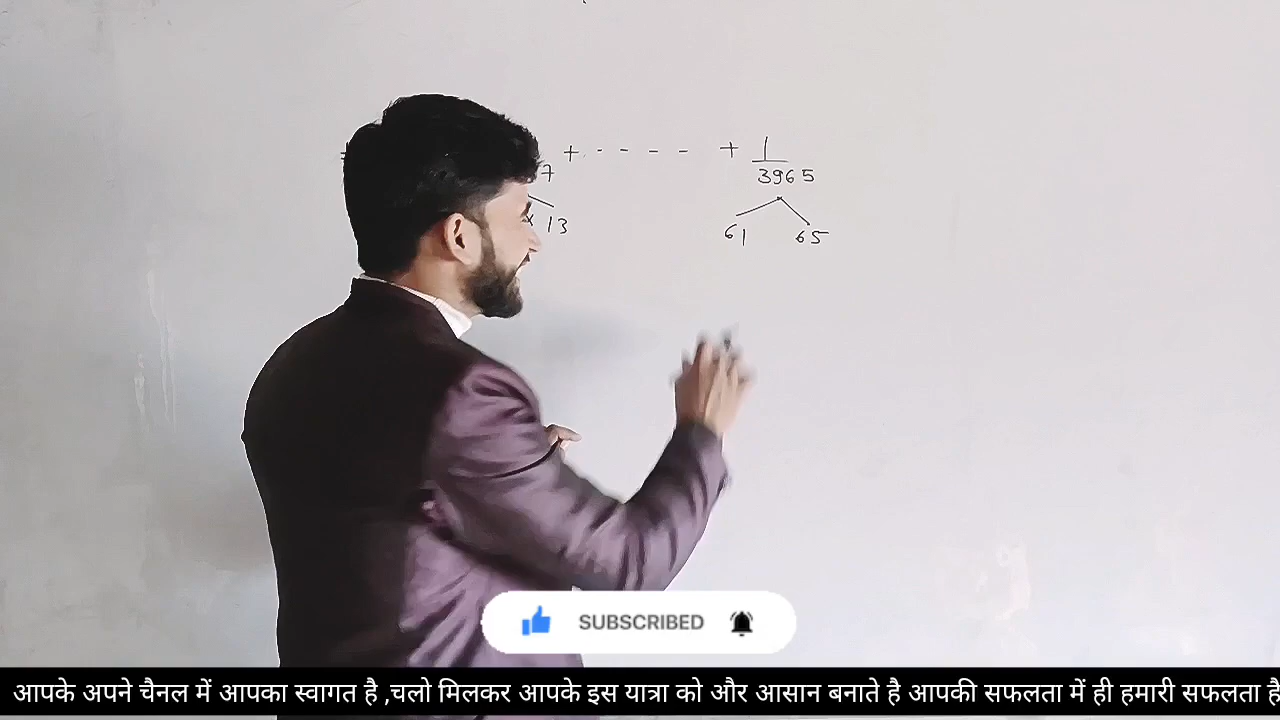 7 + - - - - + 1/3965
x 13 61 65
SUBSCRIBED
आपके अपने चैनल में आपका स्वागत है ,चलो मिलकर आपके इस यात्रा को और आसान बनाते है आपकी सफलता में ही हमारी सफलता है